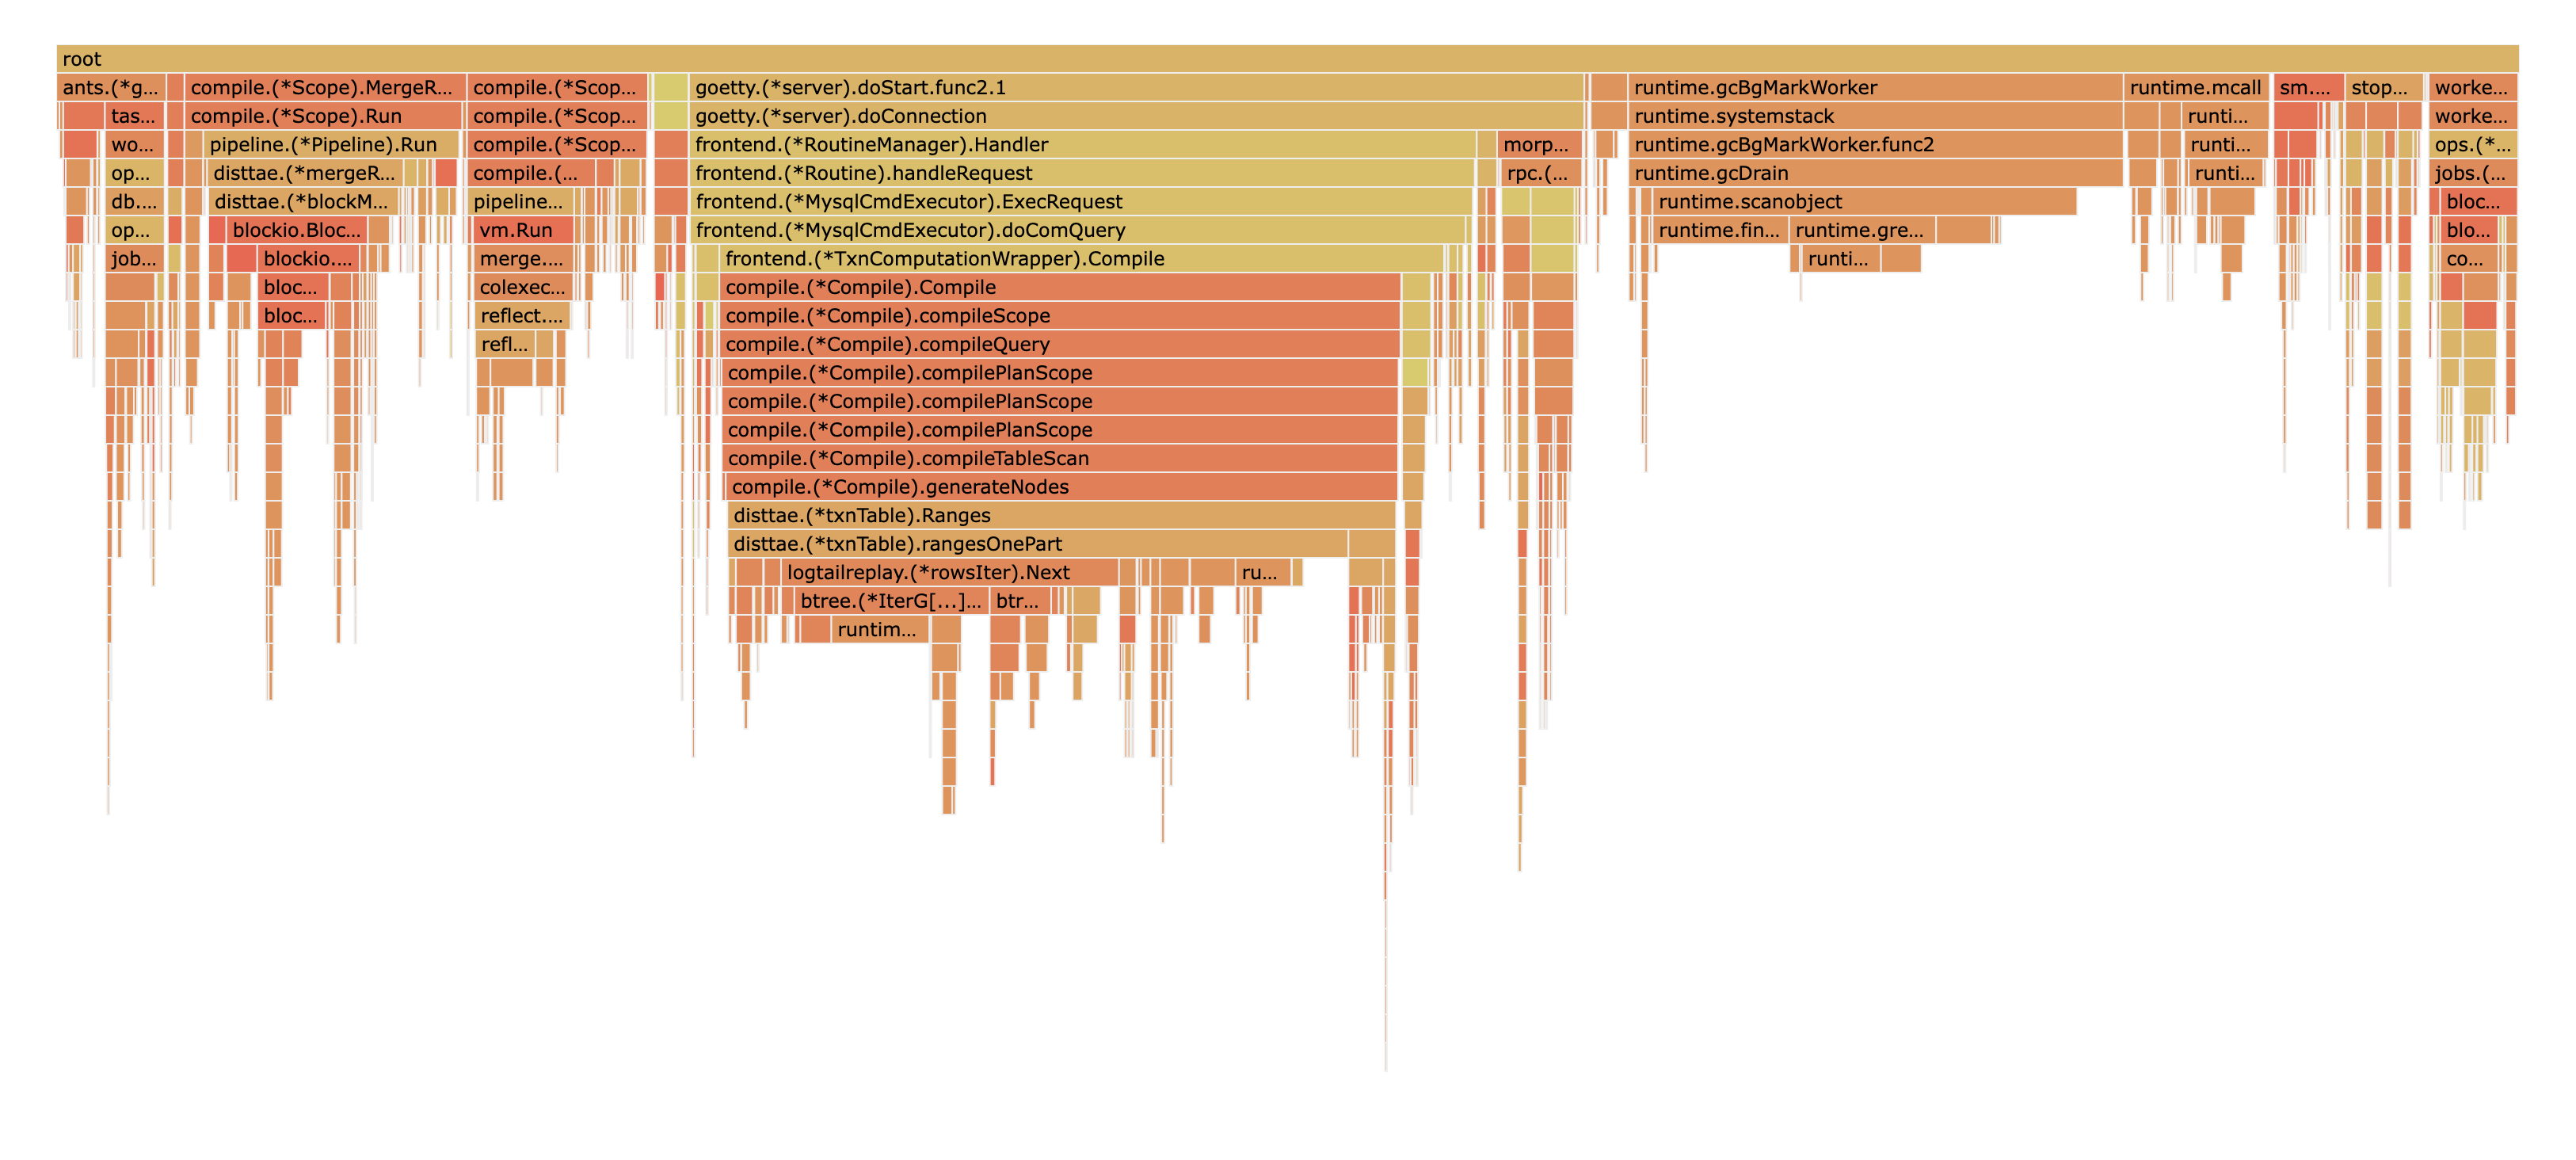 root
ants.(*g... compile.(*Scope).MergeR... compile.(*Scop... goetty.(*server).doStart.func2.1 runtime.gcBgMarkWorker runtime.mcall sm.... stop... worke...
tas... compile.(*Scope).Run compile.(*Scop... goetty.(*server).doConnection runtime.systemstack runti... worke...
wo... pipeline.(*Pipeline).Run compile.(*Scop... frontend.(*RoutineManager).Handler morp... runtime.gcBgMarkWorker.func2 runti... ops.(*...
op... disttae.(*mergeR... compile.(... frontend.(*Routine).handleRequest rpc.(... runtime.gcDrain runti... jobs.(...
db.... disttae.(*blockM... pipeline... frontend.(*MysqlCmdExecutor).ExecRequest runtime.scanobject bloc...
op... blockio.Bloc... vm.Run frontend.(*MysqlCmdExecutor).doComQuery runtime.fin... runtime.gre... blo...
job... blockio.... merge.... frontend.(*TxnComputationWrapper).Compile runti... co...
bloc... colexec... compile.(*Compile).Compile
bloc... reflect.... compile.(*Compile).compileScope
refl... compile.(*Compile).compileQuery
compile.(*Compile).compilePlanScope
compile.(*Compile).compilePlanScope
compile.(*Compile).compilePlanScope
compile.(*Compile).compileTableScan
compile.(*Compile).generateNodes
disttae.(*txnTable).Ranges
disttae.(*txnTable).rangesOnePart
logtailreplay.(*rowsIter).Next ru...
btree.(*IterG[...]... btr...
runtim...